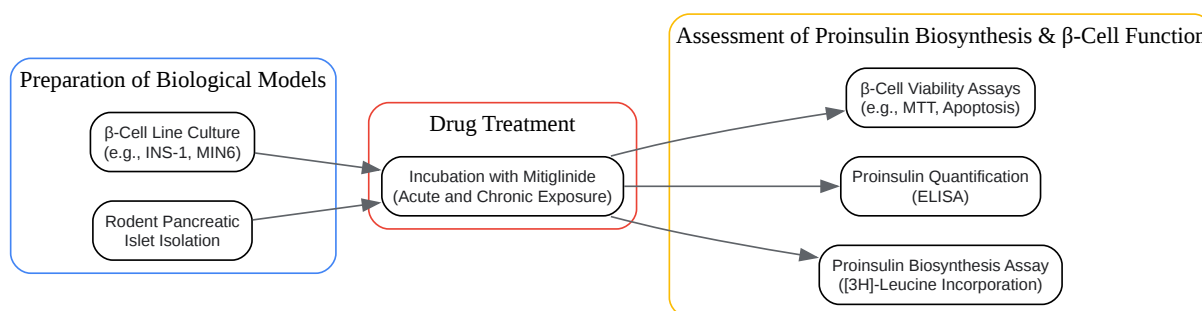 Preparation of Biological Models
β-Cell Line Culture
(e.g., INS-1, MIN6)
Rodent Pancreatic
Islet Isolation
Drug Treatment
Incubation with Mitiglinide
(Acute and Chronic Exposure)
Assessment of Proinsulin Biosynthesis & β-Cell Function
β-Cell Viability Assays
(e.g., MTT, Apoptosis)
Proinsulin Quantification
(ELISA)
Proinsulin Biosynthesis Assay
([3H]-Leucine Incorporation)